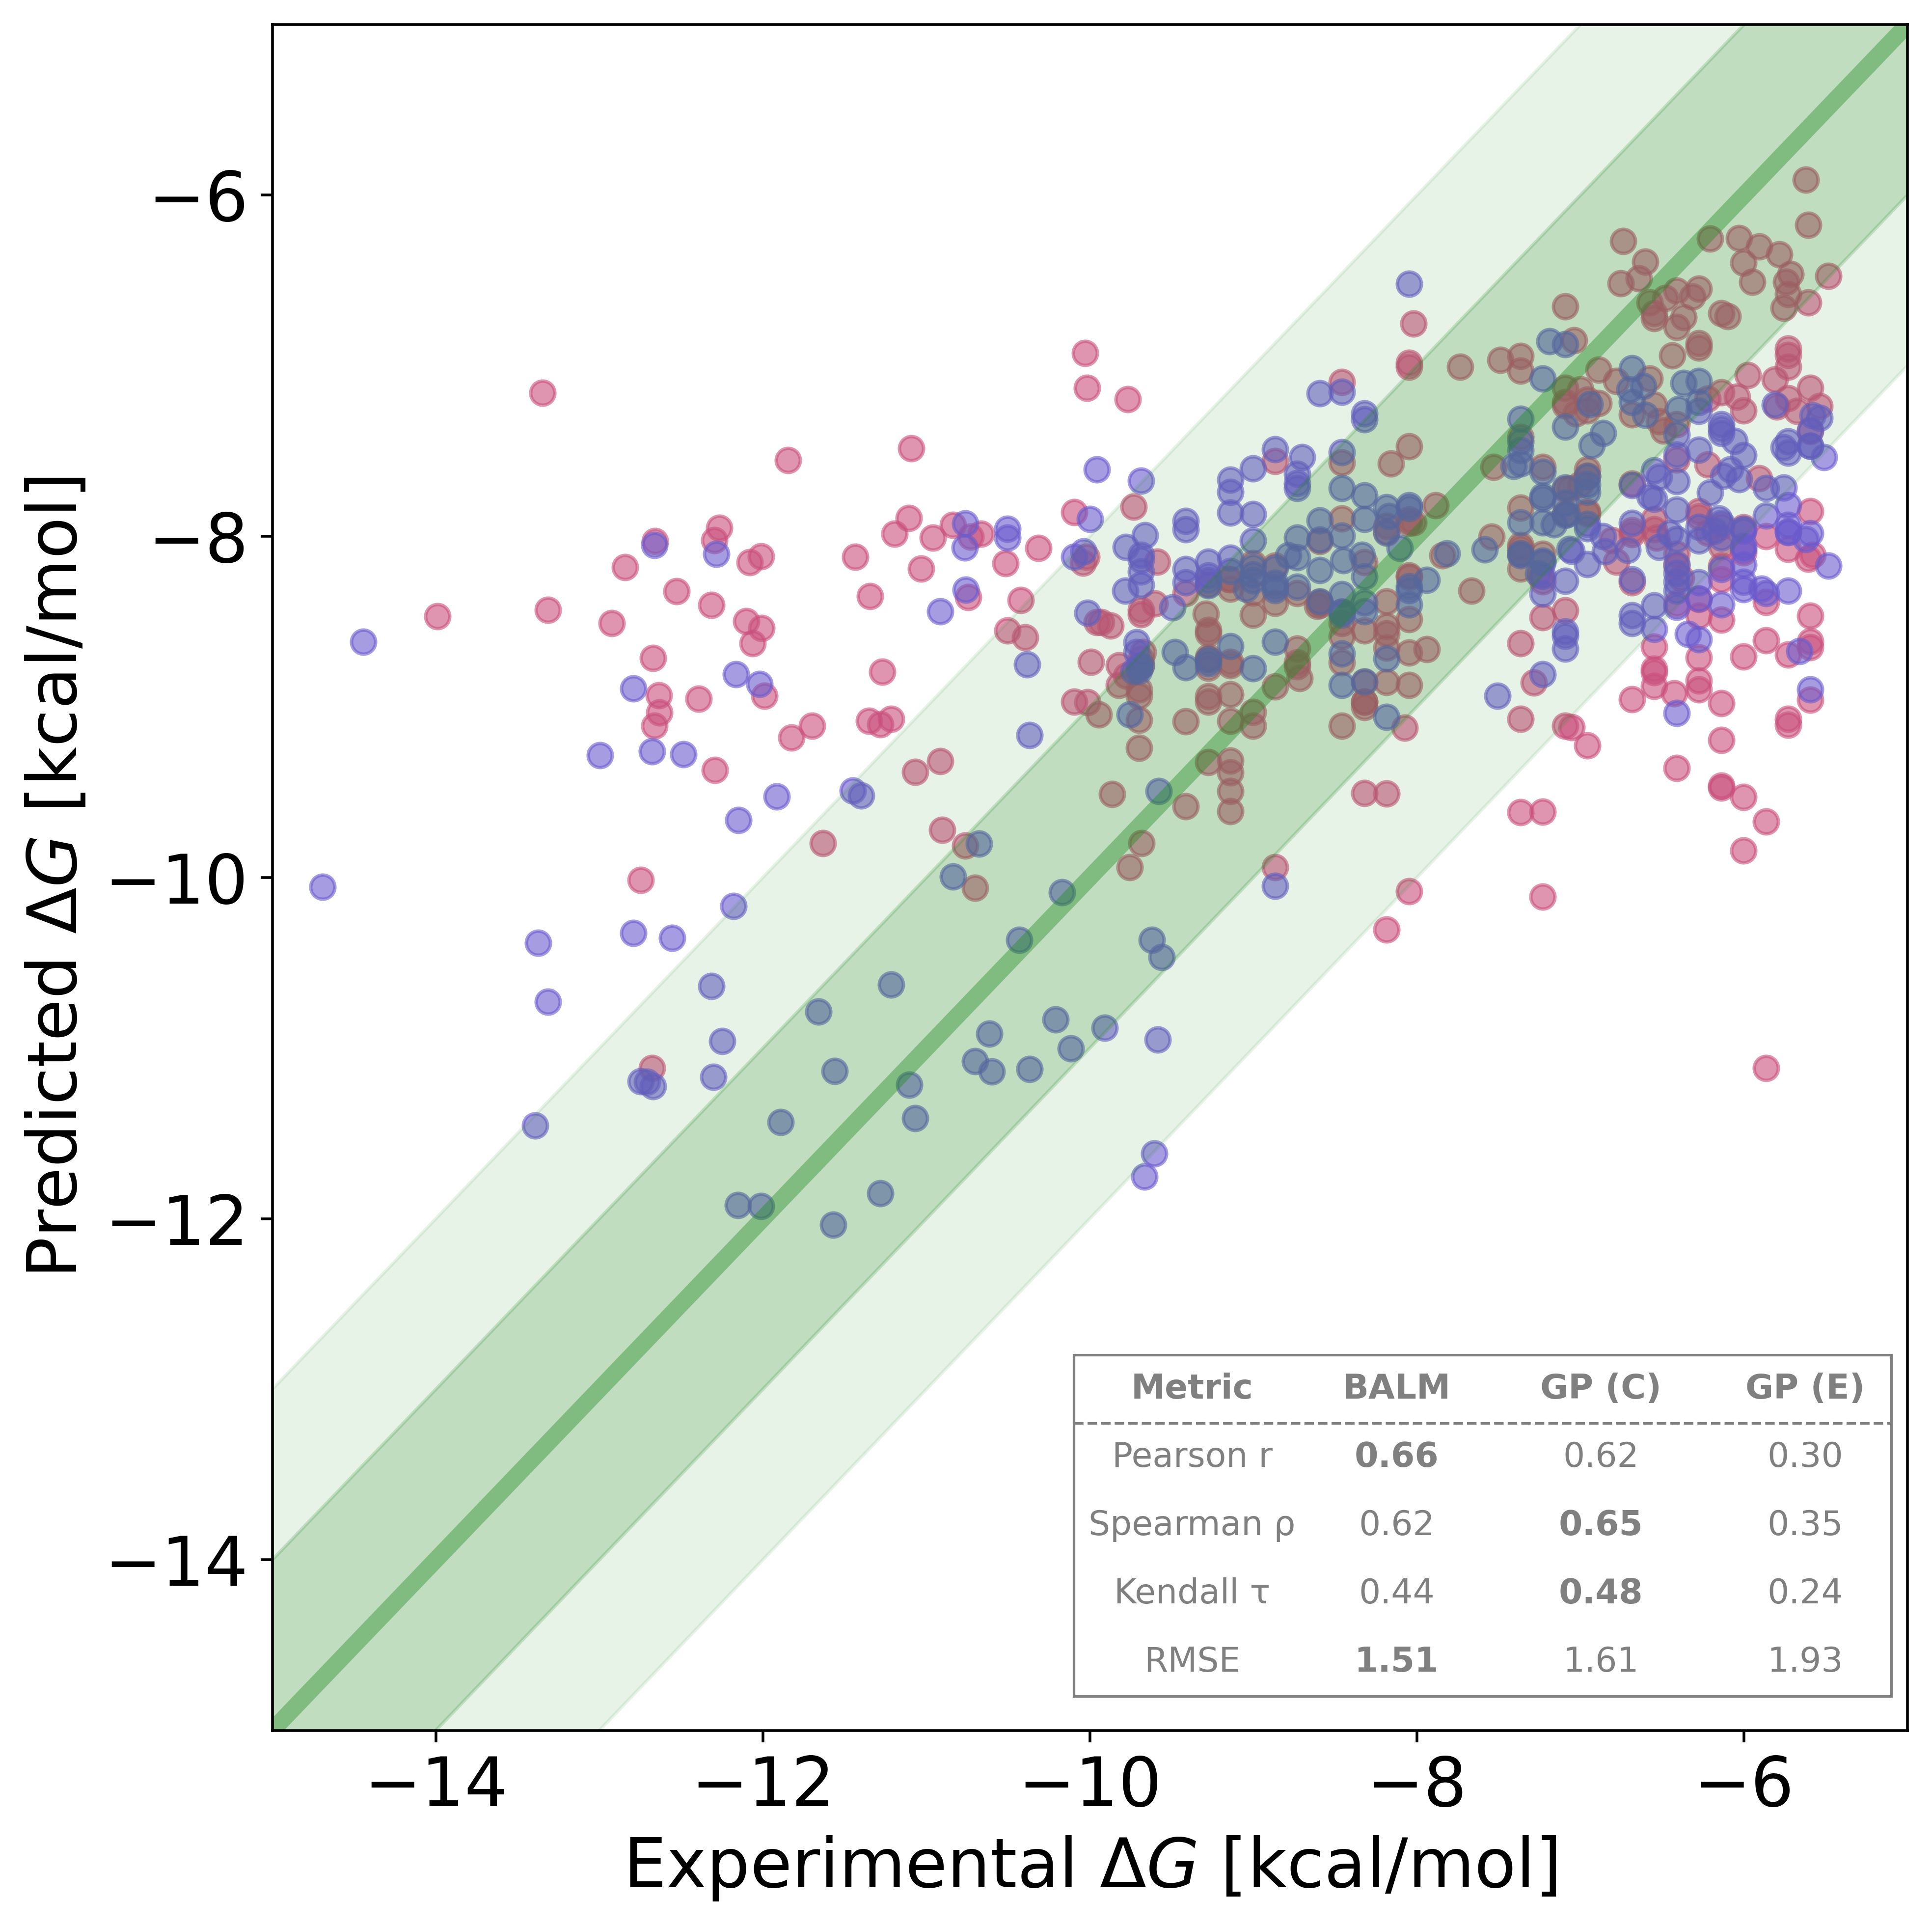 Predicted ΔG [kcal/mol]
−6
−8
−10
−12
−14
Metric BALM GP (C) GP (E)
Pearson r 0.66 0.62 0.30
Spearman ρ 0.62 0.65 0.35
Kendall τ 0.44 0.48 0.24
RMSE 1.51 1.61 1.93
−14 −12 −10 −8 −6
Experimental ΔG [kcal/mol]